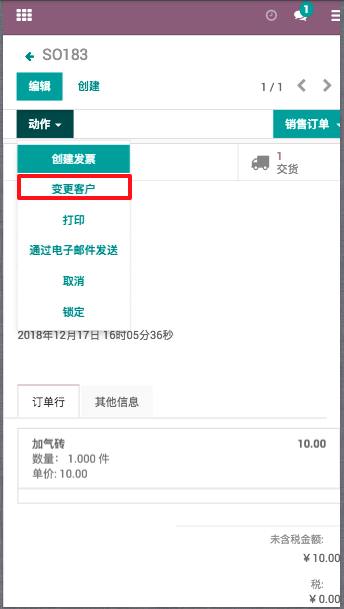 1
SO183
编辑
创建
1 / 1
动作
销售订单
创建发票
1
交货
变更客户
打印
通过电子邮件发送
取消
锁定
2018年12月17日 16时05分36秒
订单行
其他信息
加气砖
10.00
数量： 1.000 件
单价: 10.00
未含税金额:
¥ 10.00
税:
¥ 0.00